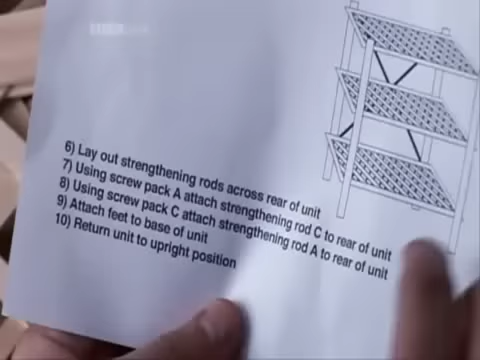 6) Lay out strengthening rods across rear of unit
7) Using screw pack A attach strengthening rod C to rear of unit
8) Using screw pack C attach strengthening rod A to rear of unit
9) Attach feet to base of unit
10) Return unit to upright position